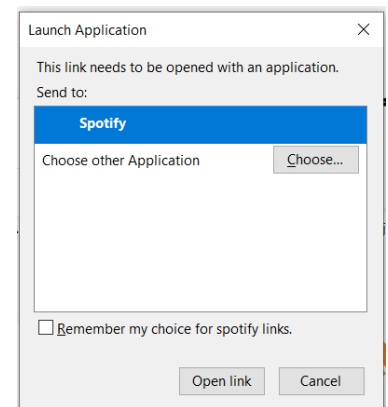 Launch Application
This link needs to be opened with an application.
Send to:
Spotify
Choose other Application Choose...
Remember my choice for spotify links.
Open link Cancel